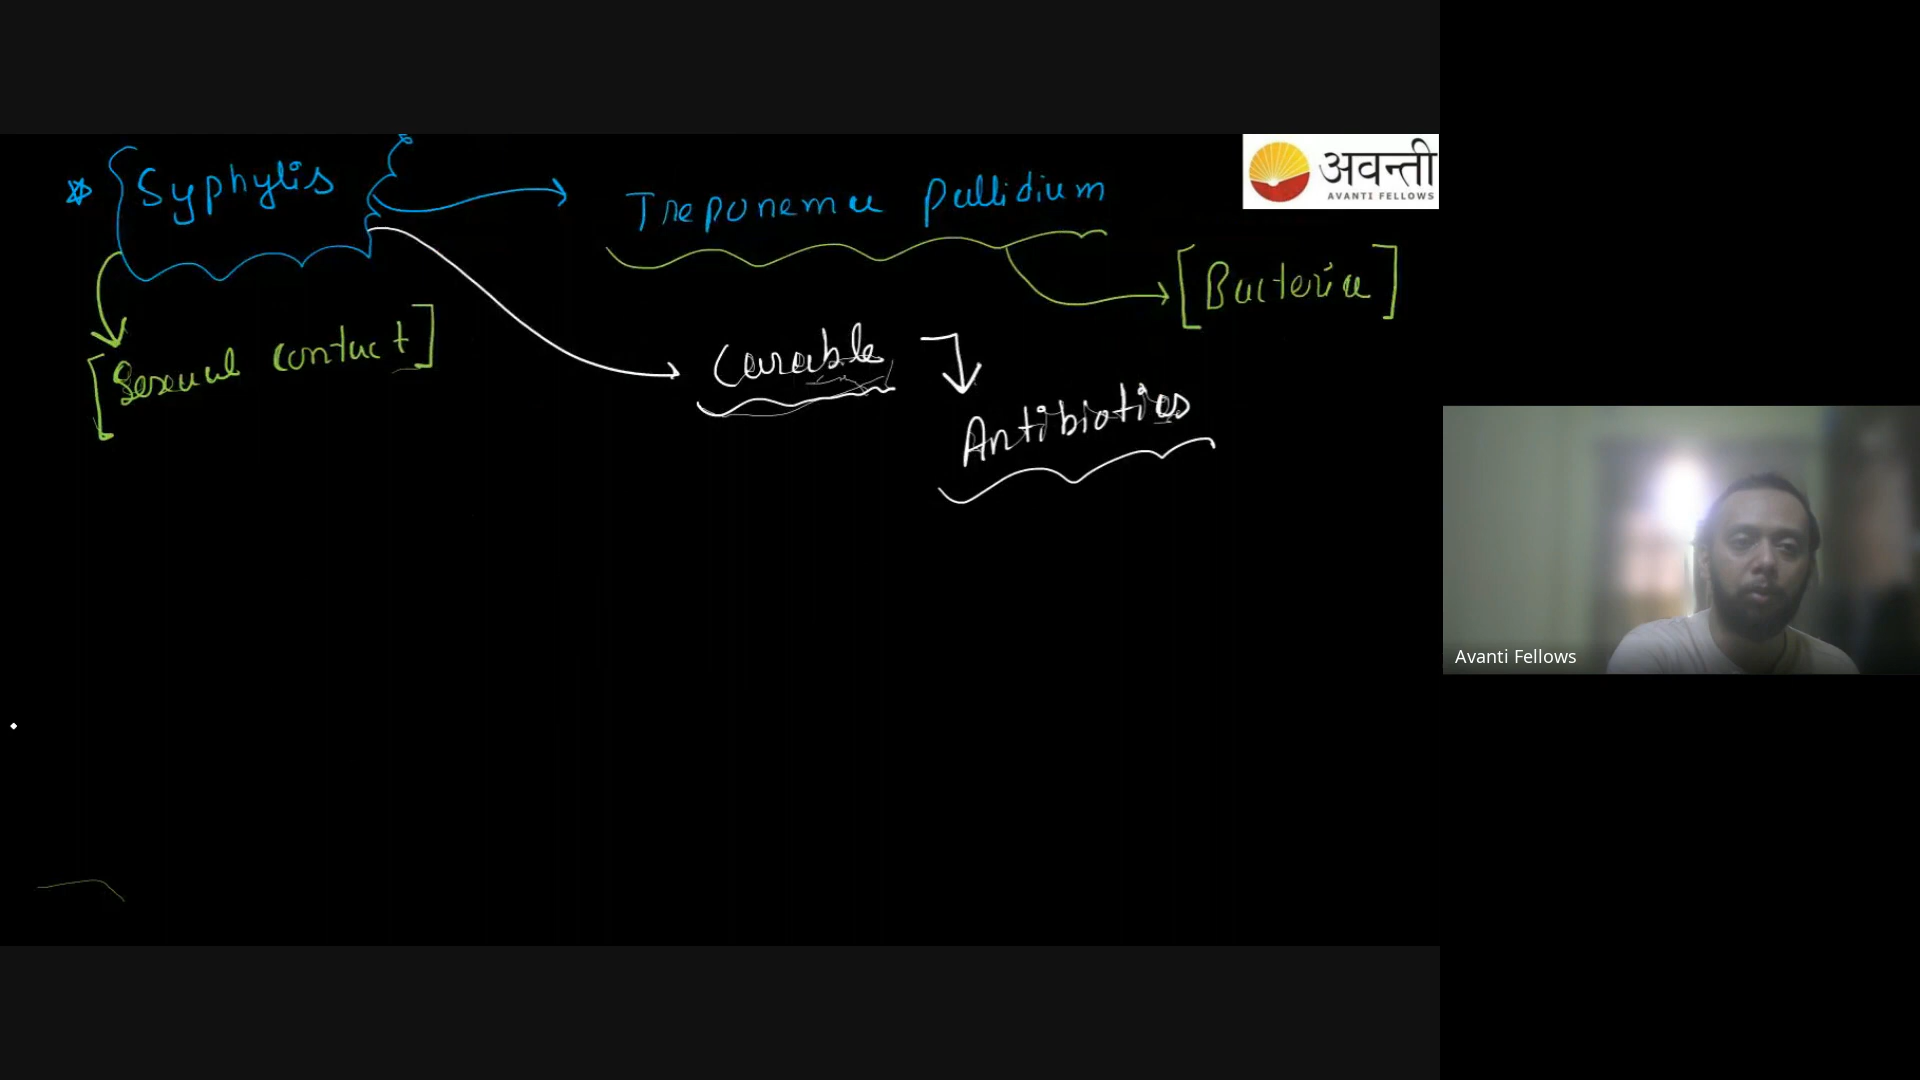 Syphylis
Treponema pallidium
[Bacteria]
[Sexual contact]
Curable
Antibiotics
अवन्ती
AVANTI FELLOWS
Avanti Fellows